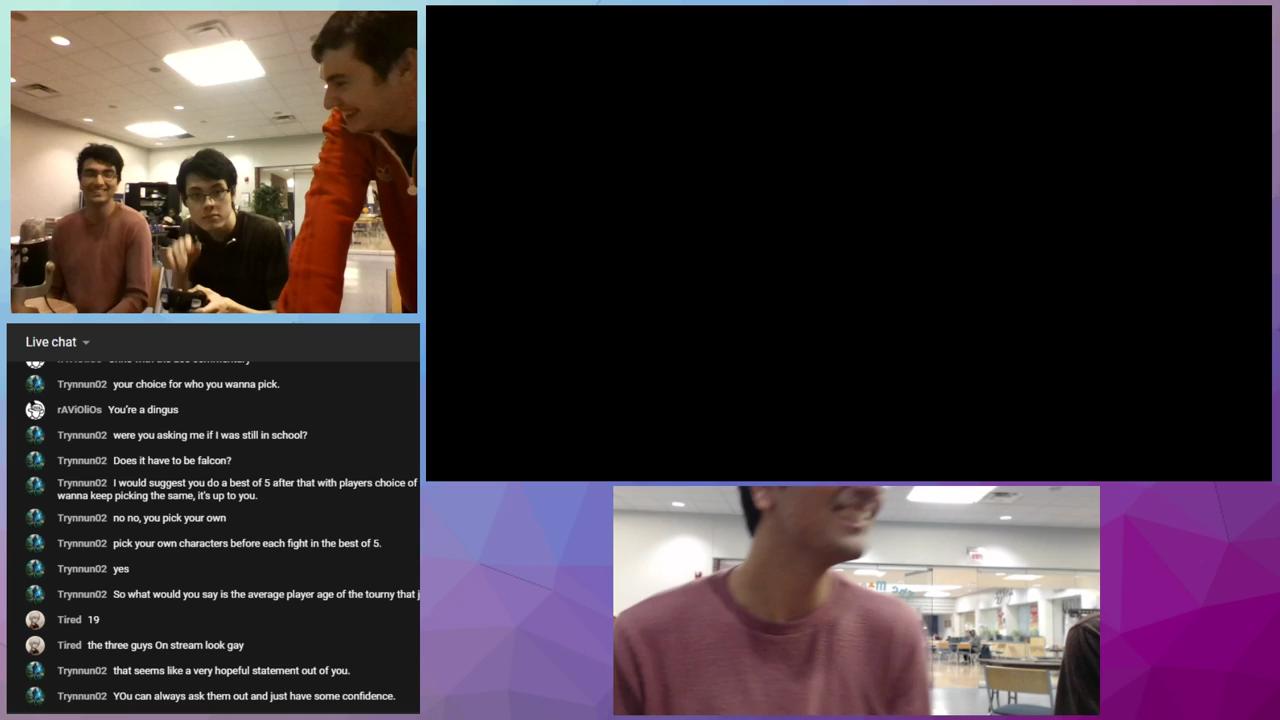 Live chat
Trynnun02 your choice for who you wanna pick.
rAViOliOs You're a dingus
Trynnun02 were you asking me if I was still in school?
Trynnun02 Does it have to be falcon?
Trynnun02 I would suggest you do a best of 5 after that with players choice of
wanna keep picking the same, it's up to you.
Trynnun02 no no, you pick your own
Trynnun02 pick your own characters before each fight in the best of 5.
Trynnun02 yes
Trynnun02 So what would you say is the average player age of the tourny that j
Tired 19
Tired the three guys On stream look gay
Trynnun02 that seems like a very hopeful statement out of you.
Trynnun02 YOu can always ask them out and just have some confidence.